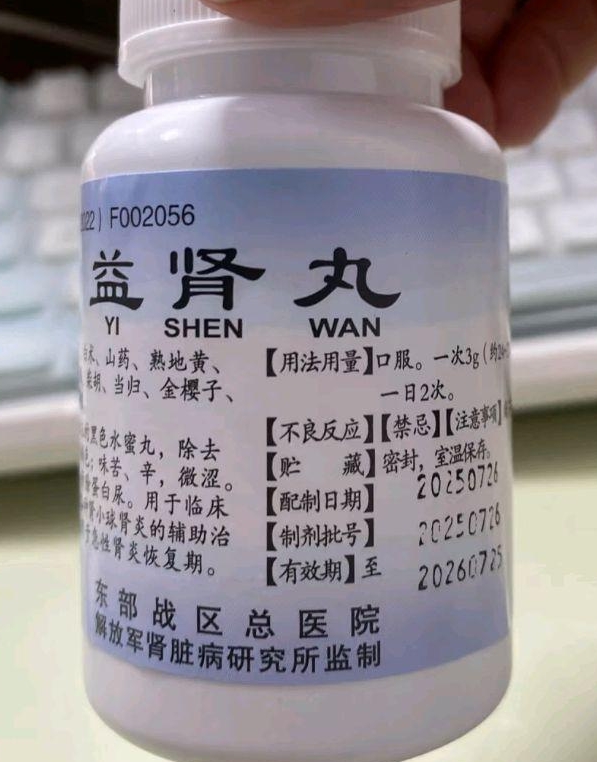 022) F002056
益肾丸
YI SHEN WAN
白术、山药、熟地黄、
柴胡、当归、金樱子、
黑色水蜜丸，除去
色；味苦、辛，微涩。
蛋白尿。用于临床
肾小球肾炎的辅助治
急性肾炎恢复期。
【用法用量】口服。一次3g（约
一日2次。
【不良反应】【禁忌】【注意事项】
【贮 藏】密封，室温保存。
【配制日期】 20250726
【制剂批号】 20250726
【有效期】至 20260725
东部战区总医院
解放军肾脏病研究所监制